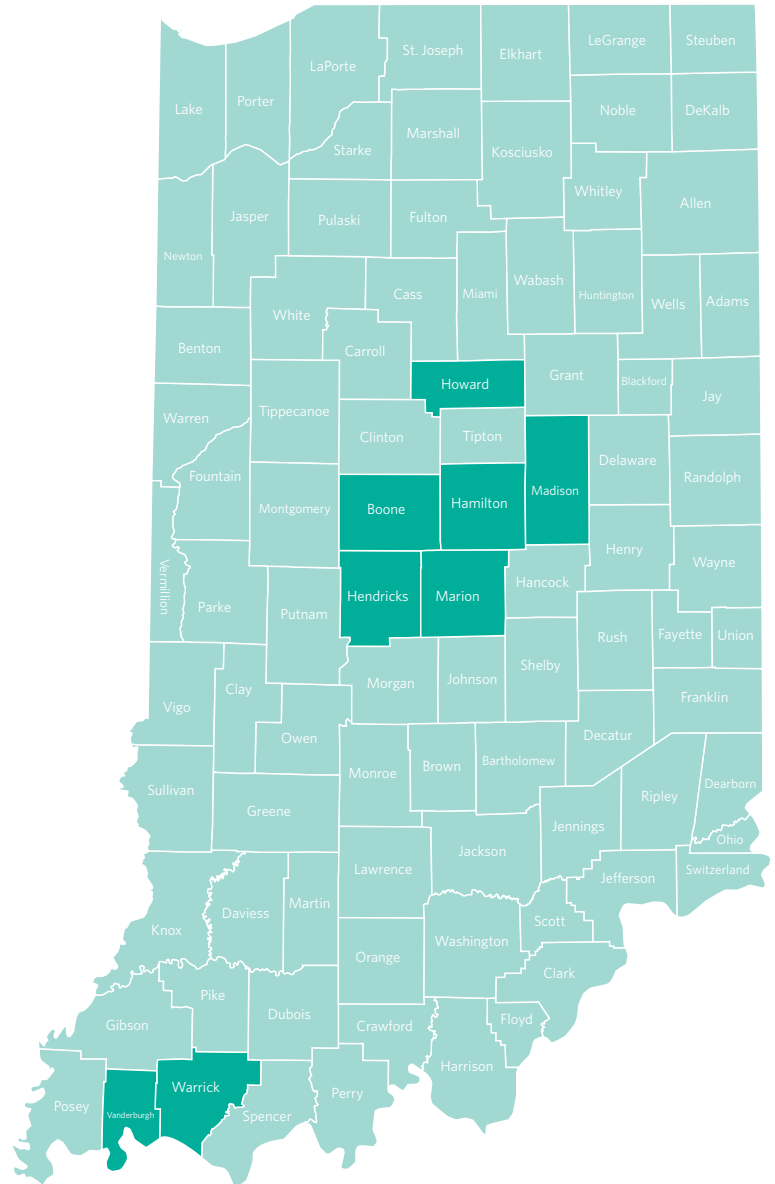 St. Joseph
Elkhart
LeGrange
Steuben
LaPorte
Lake
Porter
Noble
DeKalb
Marshall
Starke
Kosciusko
Whitley
Allen
Jasper
Pulaski
Fulton
Newton
Cass
Miami
Wabash
Huntington
Wells
Adams
White
Benton
Carroll
Howard
Grant
Blackford
Jay
Warren
Tippecanoe
Clinton
Tipton
Fountain
Delaware
Randolph
Madison
Montgomery
Boone
Hamilton
Henry
Wayne
Vermillion
Parke
Putnam
Hendricks
Marion
Hancock
Rush
Fayette
Union
Shelby
Morgan
Johnson
Clay
Vigo
Franklin
Owen
Decatur
Monroe
Brown
Bartholomew
Sullivan
Ripley
Dearborn
Greene
Jennings
Ohio
Jackson
Lawrence
Jefferson
Switzerland
Martin
Daviess
Knox
Scott
Washington
Orange
Clark
Pike
Dubois
Gibson
Crawford
Floyd
Harrison
Warrick
Perry
Posey
Vanderburgh
Spencer